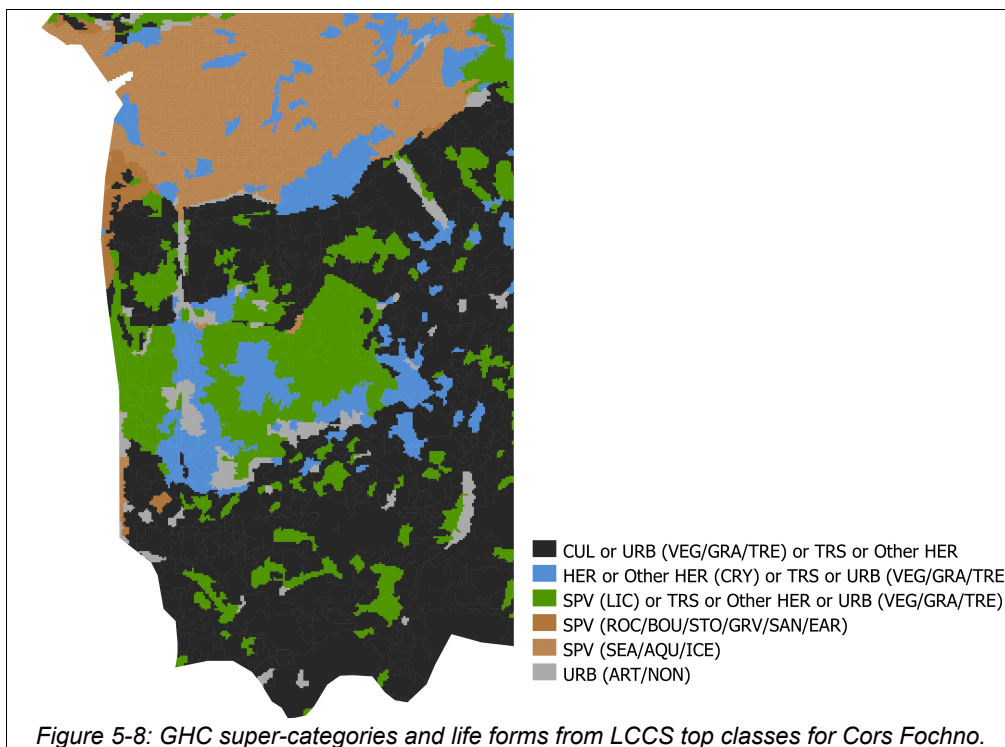 CUL or URB (VEG/GRA/TRE) or TRS or Other HER
HER or Other HER (CRY) or TRS or URB (VEG/GRA/TRE
SPV (LIC) or TRS or Other HER or URB (VEG/GRA/TRE)
SPV (ROC/BOU/STO/GRV/SAN/EAR)
SPV (SEA/AQU/ICE)
URB (ART/NON)
Figure 5-8: GHC super-categories and life forms from LCCS top classes for Cors Fochno.